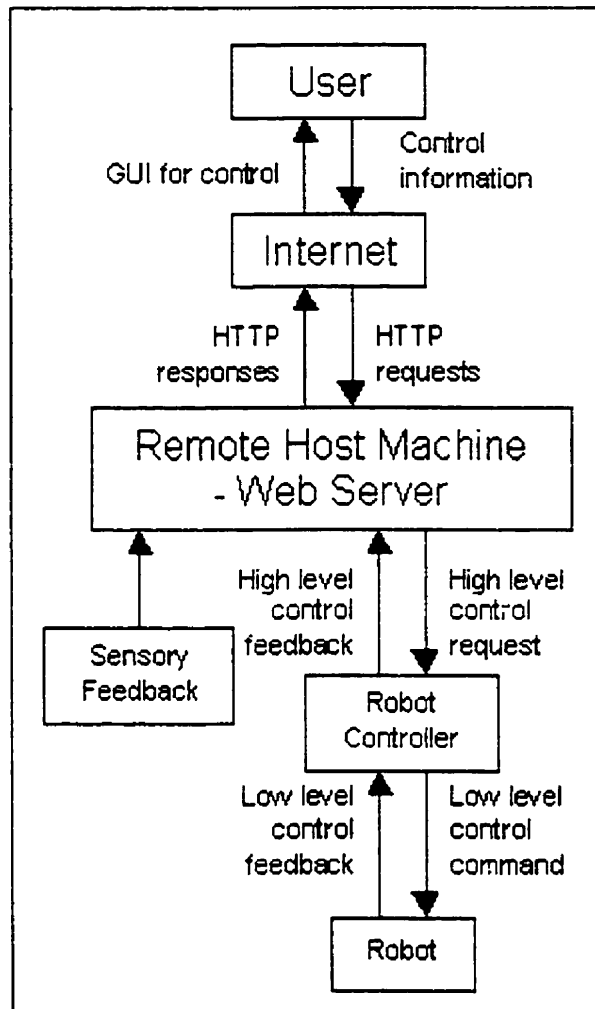 User
GUI for control
Control
information
Internet
HTTP
responses
HTTP
requests
Remote Host Machine
- Web Server
High level
control
feedback
High level
control
request
Sensory
Feedback
Robot
Controller
Low level
control
feedback
Low level
control
command
Robot